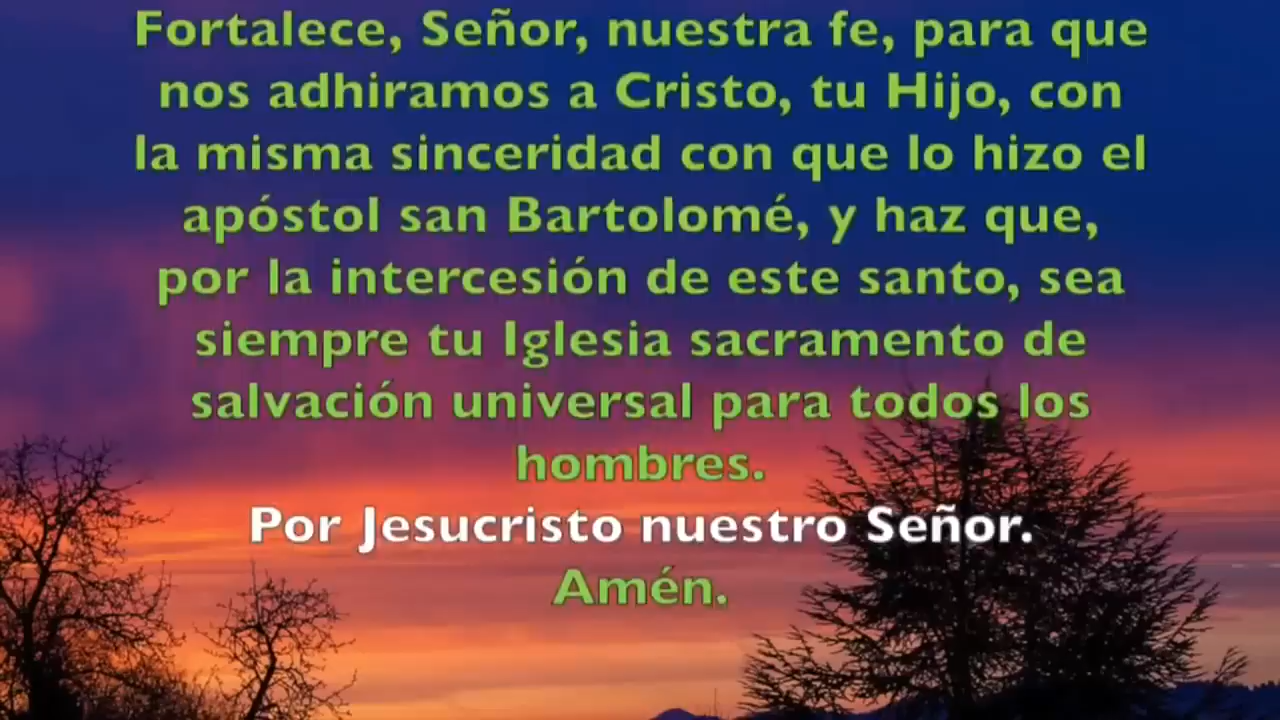 Fortalece, Señor, nuestra fe, para que
nos adhiramos a Cristo, tu Hijo, con
la misma sinceridad con que lo hizo el
apóstol san Bartolomé, y haz que,
por la intercesión de este santo, sea
siempre tu Iglesia sacramento de
salvación universal para todos los
hombres.
Por Jesucristo nuestro Señor.
Amén.